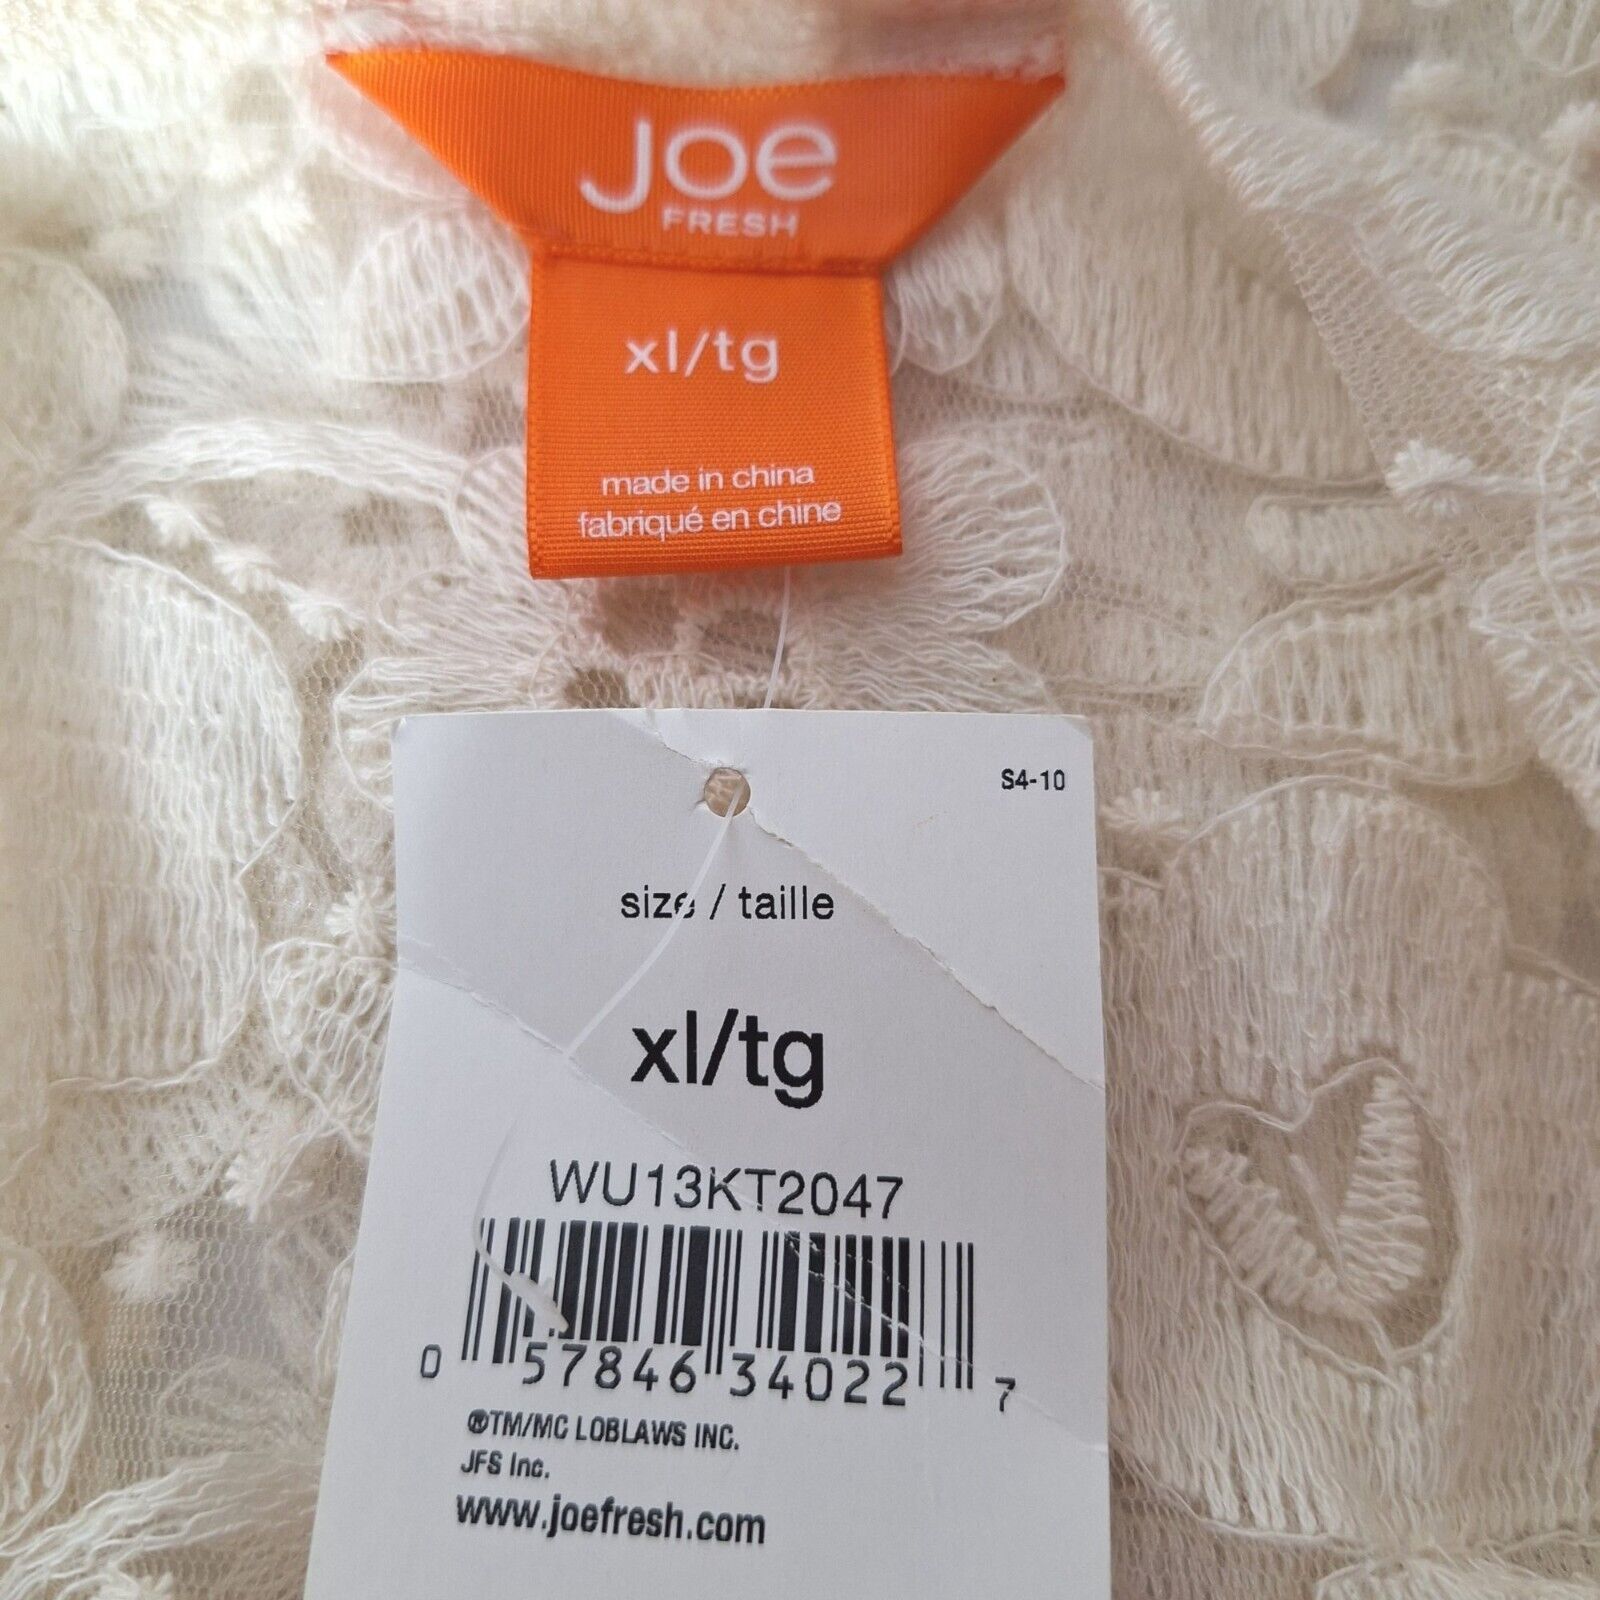 Joe
FRESH
xl/tg
made in china
fabriqué en chine
S4-10
size / taille
xl/tg
WU13KT2047
0 57846 34022 7
®TM/MC LOBLAWS INC.
JFS Inc.
www.joefresh.com